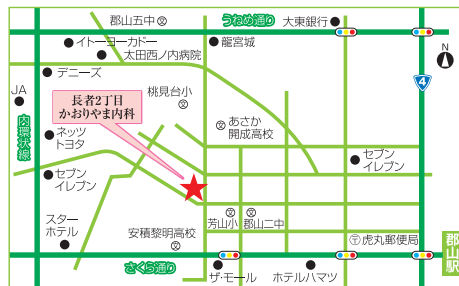 郡山五中
うねめ通り
大東銀行
イトーヨーカドー
太田西ノ内病院
龍宮城
N
デニーズ
4
JA
桃見台小
長者2丁目
かおりやま内科
あさか
開成高校
内環状線
ネッツ
トヨタ
セブン
イレブン
セブン
イレブン
スター
ホテル
安積黎明高校
芳山小
郡山二中
〒虎丸郵便局
郡山駅
さくら通り
ザ・モール
ホテルハマツ